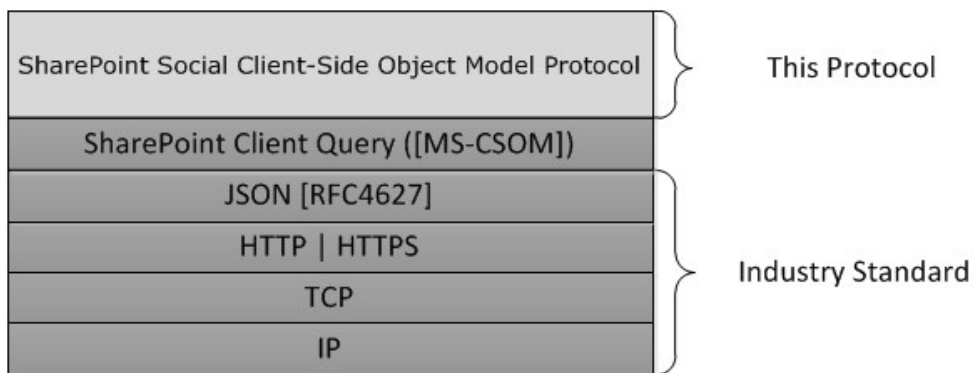 SharePoint Social Client-Side Object Model Protocol
This Protocol
SharePoint Client Query ([MS-CSOM])
JSON [RFC4627]
HTTP | HTTPS
Industry Standard
TCP
IP